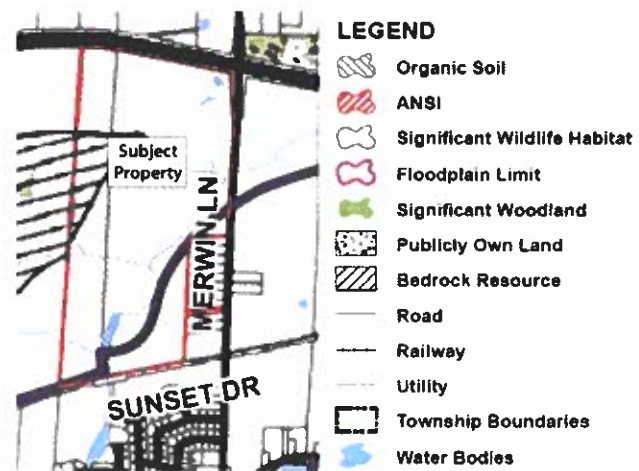 Subject
Property
MERWIN LN
SUNSET DR
LEGEND
Organic Soil
ANSI
Significant Wildlife Habitat
Floodplain Limit
Significant Woodland
Publicly Own Land
Bedrock Resource
Road
Railway
Utility
Township Boundaries
Water Bodies